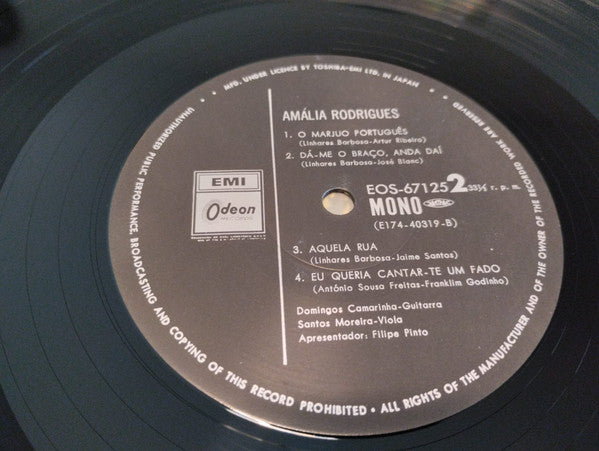 MFD. UNDER LICENCE BY TOSHIBA-EMI LTD. IN JAPAN
UNAUTHORIZED PUBLIC PERFORMANCE, BROADCASTING AND COPYING OF THIS RECORD PROHIBITED • ALL RIGHTS OF THE MANUFACTURER AND OF THE OWNER OF THE RECORDED WORK ARE RESERVED
AMÁLIA RODRIGUES
1. O MARJUO PORTUGUÊS
(Linhares Barbosa-Artur Ribeiro)
2. DÁ-ME O BRAÇO, ANDA DAÍ
(Linhares Barbosa-José Blanc)
EMI
Odeon
EOS-67125 2 33⅓ r. p. m.
MONO
(E174-40319-B)
3. AQUELA RUA
(Linhares Barbosa-Jaime Santos)
4. EU QUERIA CANTAR-TE UM FADO
(António Sousa Freitas-Franklim Godinho)
Domingos Camarinha-Guitarra
Santos Moreira-Viola
Apresentador: Filipe Pinto